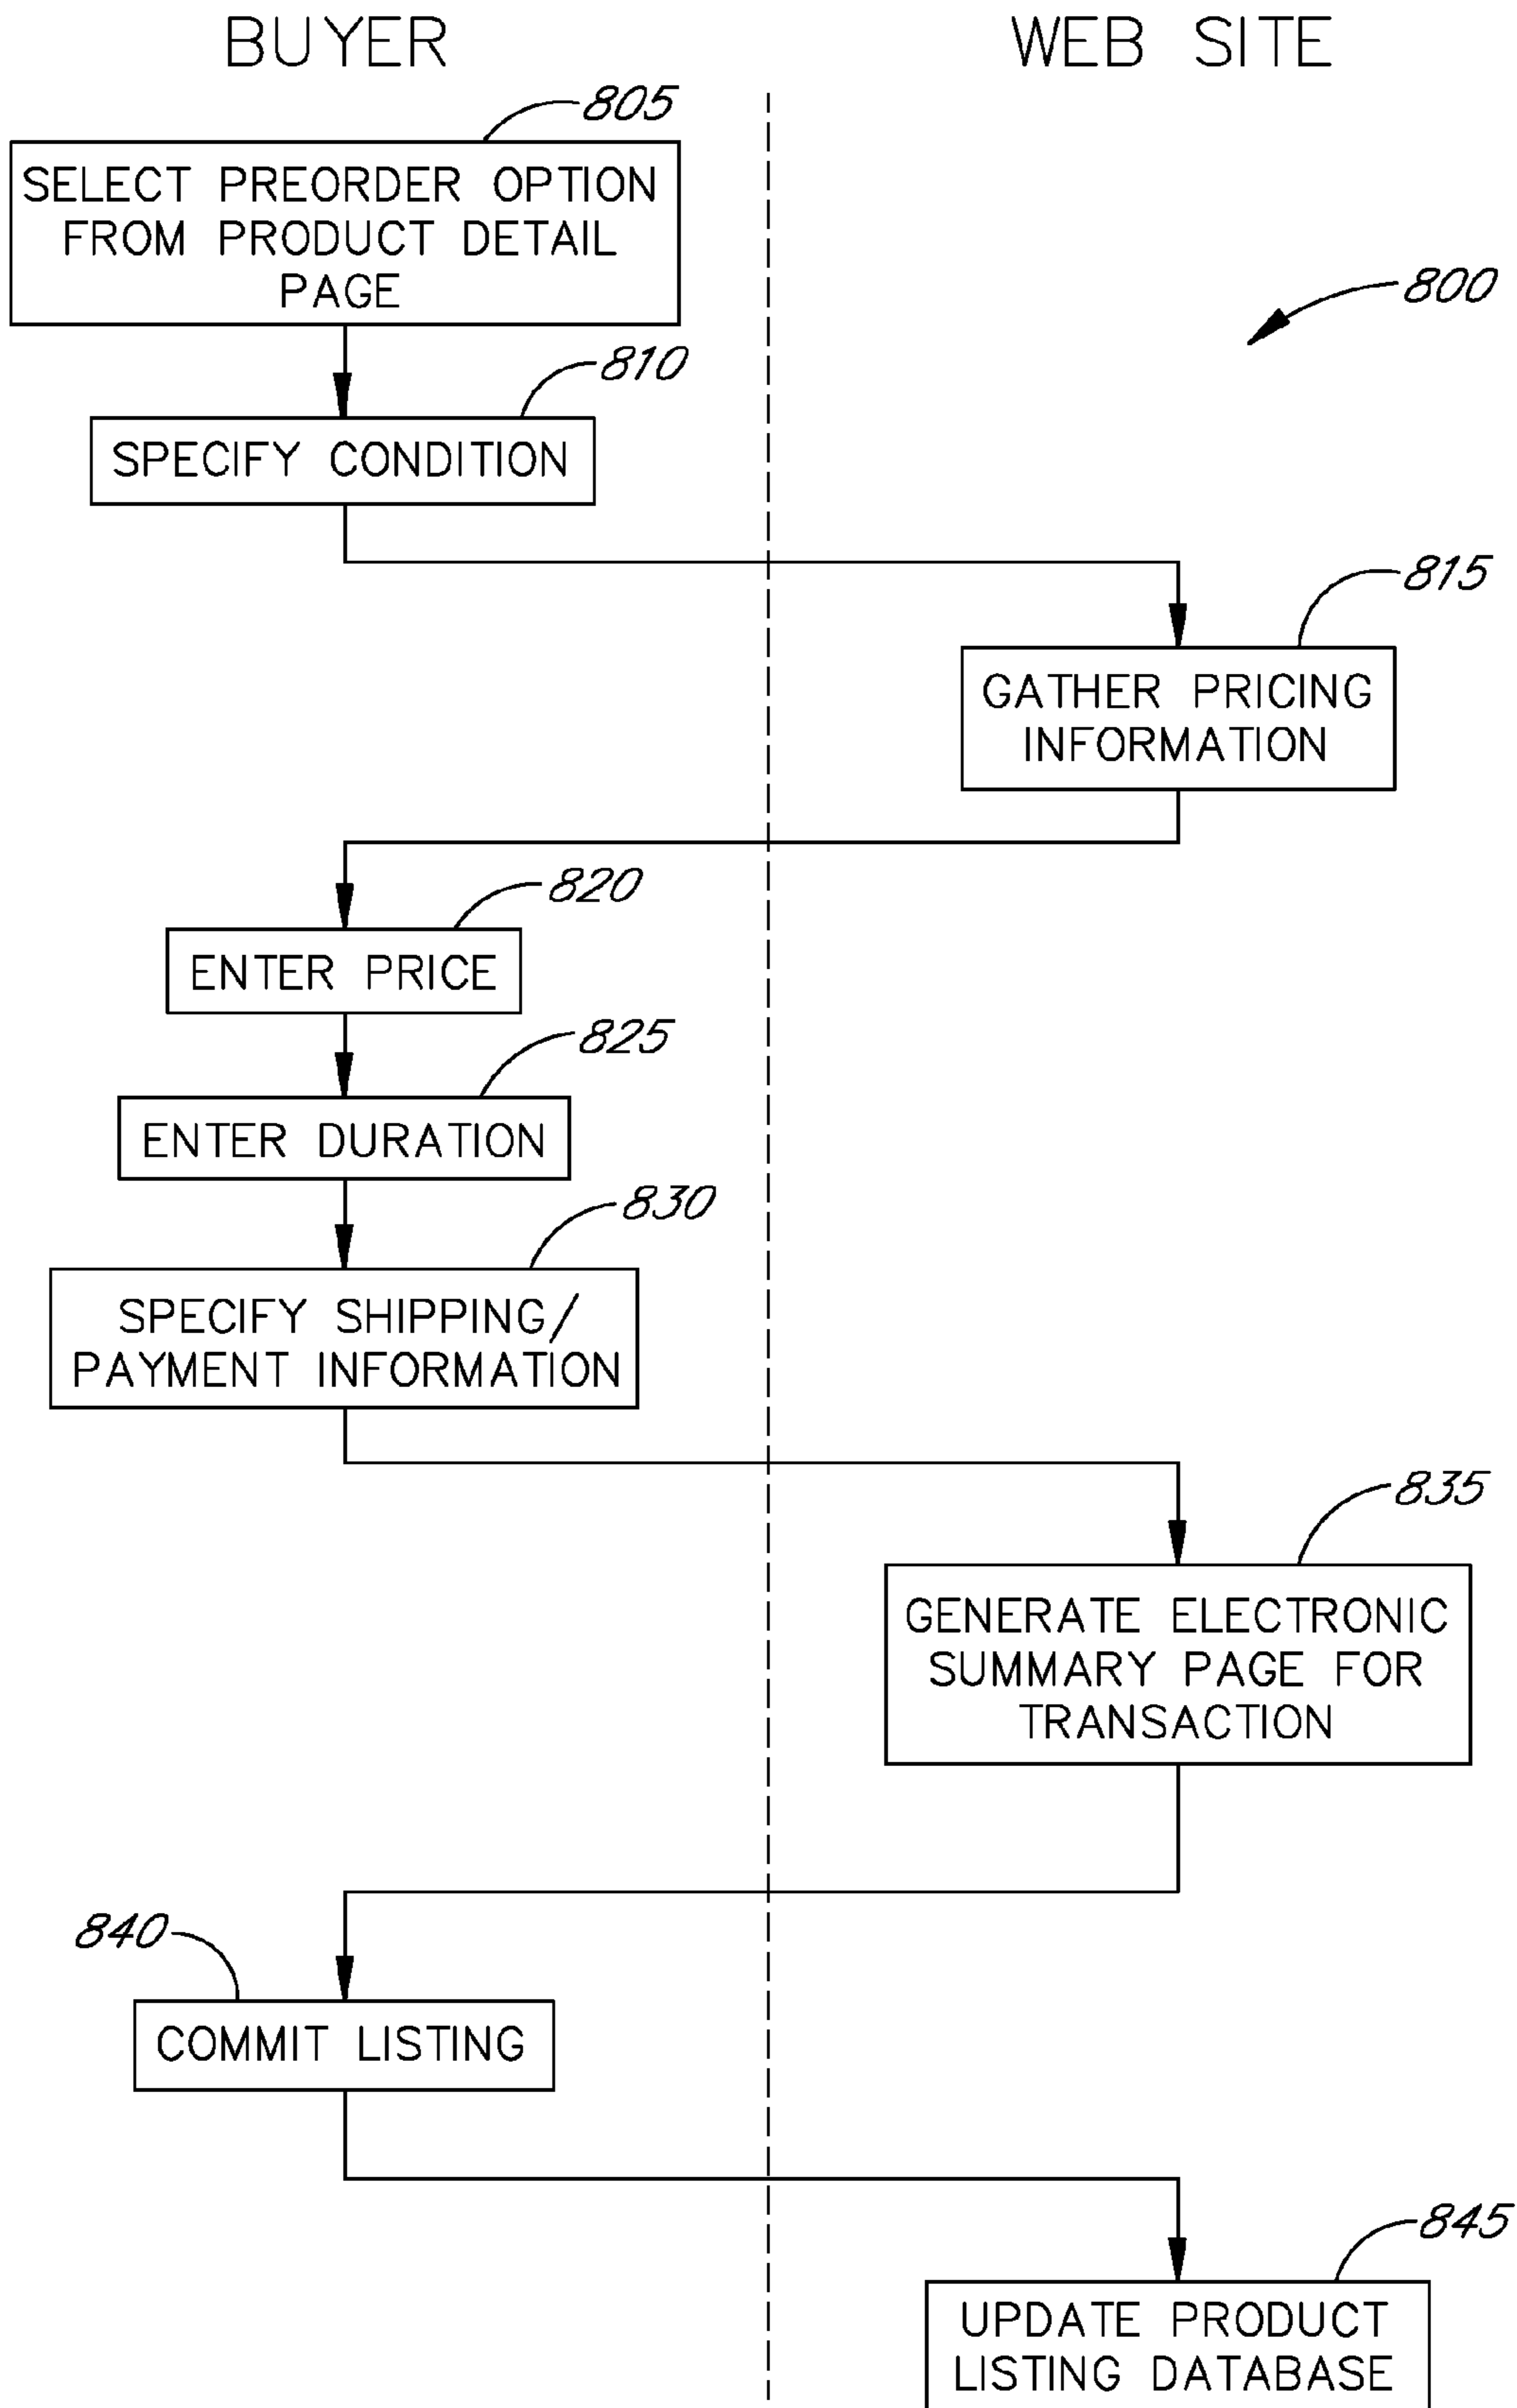 BUYER
WEB SITE
805
SELECT PREORDER OPTION
FROM PRODUCT DETAIL
PAGE
800
810
SPECIFY CONDITION
815
GATHER PRICING
INFORMATION
820
ENTER PRICE
825
ENTER DURATION
830
SPECIFY SHIPPING/
PAYMENT INFORMATION
835
GENERATE ELECTRONIC
SUMMARY PAGE FOR
TRANSACTION
840
COMMIT LISTING
845
UPDATE PRODUCT
LISTING DATABASE